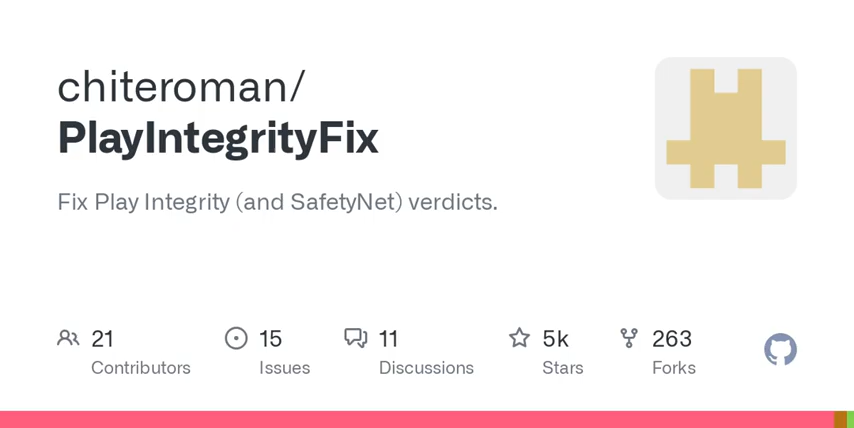 chiteroman/
PlayIntegrityFix
Fix Play Integrity (and SafetyNet) verdicts.
21
Contributors
15
Issues
11
Discussions
5k
Stars
263
Forks